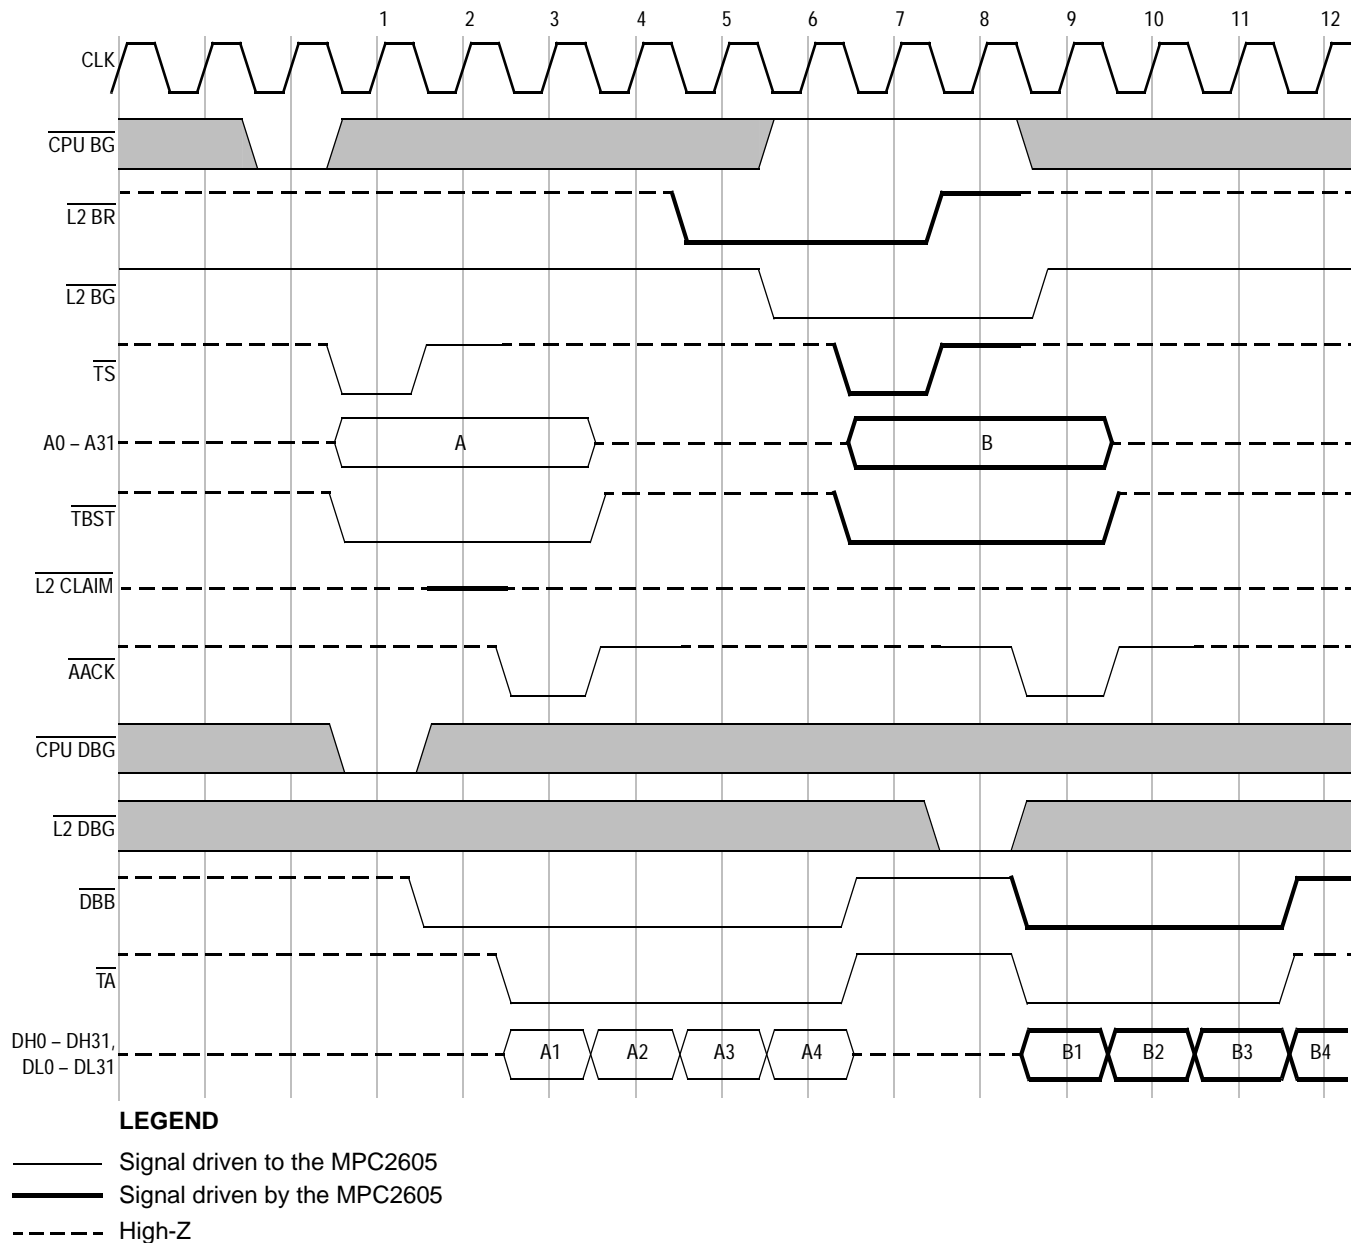 1 2 3 4 5 6 7 8 9 10 11 12
CLK
CPU BG
L2 BR
L2 BG
TS
A0 – A31
A
B
TBST
L2 CLAIM
AACK
CPU DBG
L2 DBG
DBB
TA
DH0 – DH31,
DL0 – DL31
A1 A2 A3 A4 B1 B2 B3 B4
LEGEND
Signal driven to the MPC2605
Signal driven by the MPC2605
High-Z